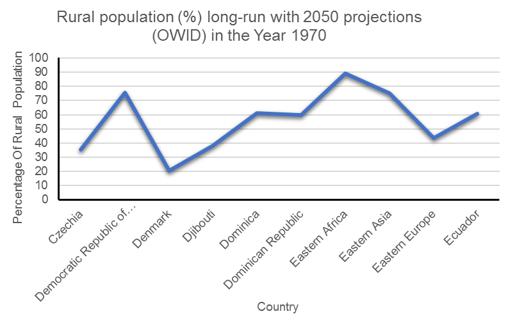 Rural population (%) long-run with 2050 projections
(OWID) in the Year 1970
Percentage Of Rural Population
100
90
80
70
60
50
40
30
20
10
0
Czechia
Democratic Republic of…
Denmark
Djibouti
Dominica
Dominican Republic
Eastern Africa
Eastern Asia
Eastern Europe
Ecuador
Country